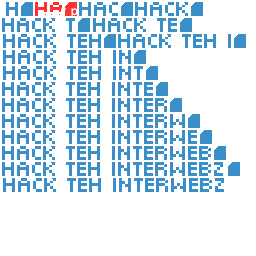 H HA HAC HACK
HACK T HACK TE
HACK TEH HACK TEH I
HACK TEH IN
HACK TEH INT
HACK TEH INTE
HACK TEH INTER
HACK TEH INTERW
HACK TEH INTERWE
HACK TEH INTERWEB
HACK TEH INTERWEBZ
HACK TEH INTERWEBZ